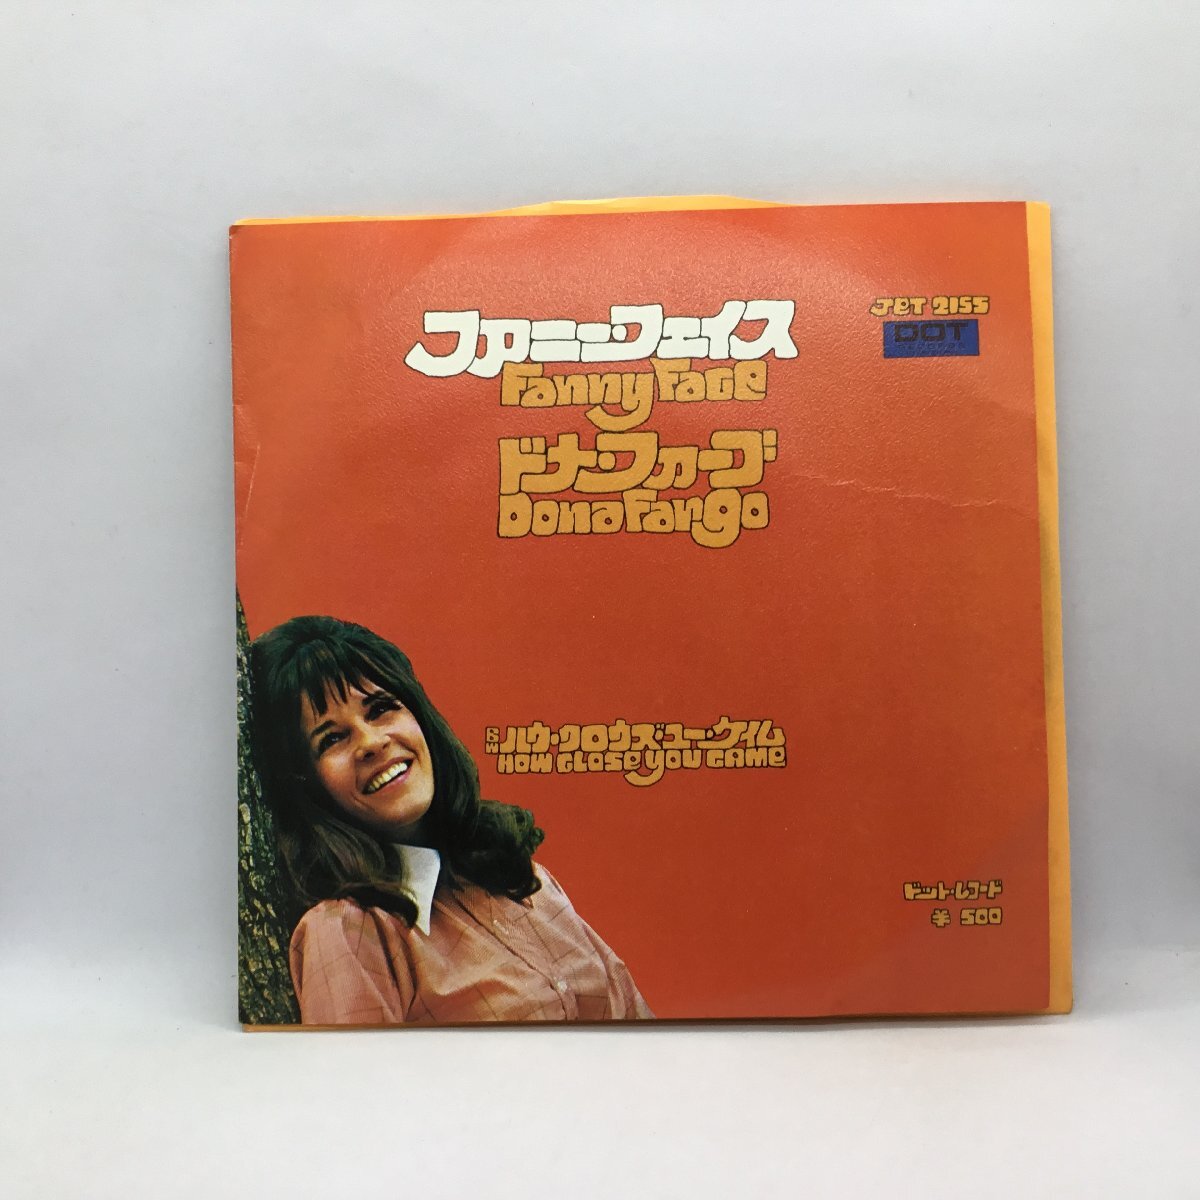 ファニー・フェイス
Fanny Face
ドナ・ファーゴ
Dona Fargo
JET 2155
DOT
RECORDS
B/W ハウ・クロウズ・ユー・ケイム
HOW CLOSe YOU CAMe
ドット・レコード
¥ 500